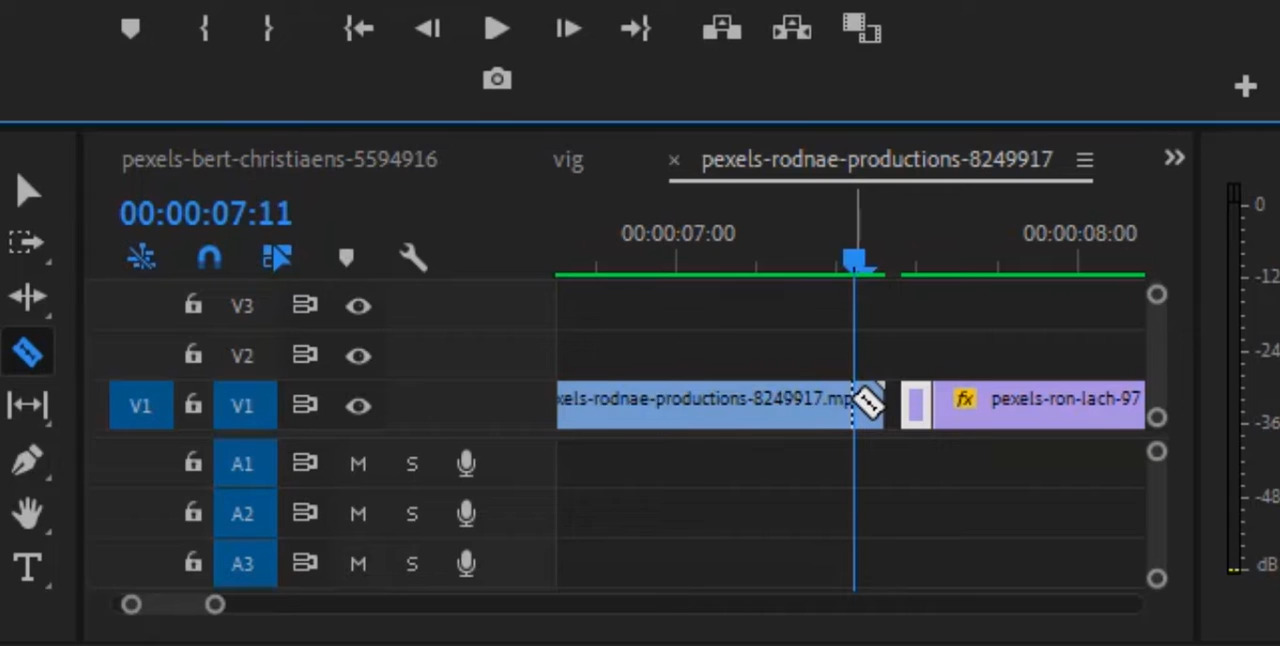 pexels-bert-christiaens-5594916 vig × pexels-rodnae-productions-8249917
00:00:07:11
00:00:07:00 00:00:08:00
V3
V2
V1 V1 xels-rodnae-productions-8249917.mp fx pexels-ron-lach-97
A1 M S
A2 M S
A3 M S
T
0
-12
-24
-36
-48
dB